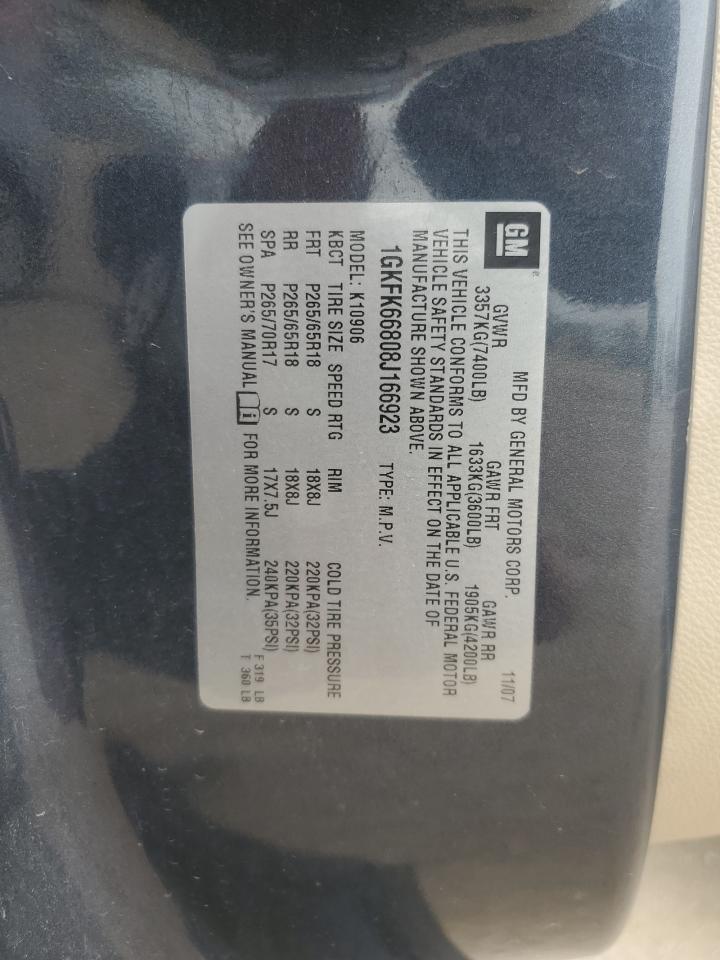 GM
MFD BY GENERAL MOTORS CORP. 11/07
GVWR GAWR FRT GAWR RR
3357KG(7400LB) 1633KG(3600LB) 1905KG(4200LB)
THIS VEHICLE CONFORMS TO ALL APPLICABLE U.S. FEDERAL MOTOR
VEHICLE SAFETY STANDARDS IN EFFECT ON THE DATE OF
MANUFACTURE SHOWN ABOVE.
1GKFK66808J166923 TYPE: M.P.V.
MODEL: K10906
KBCT TIRE SIZE SPEED RTG RIM COLD TIRE PRESSURE
FRT P265/65R18 S 18X8J 220KPA(32PSI)
RR P265/65R18 S 18X8J 220KPA(32PSI)
SPA P265/70R17 S 17X7.5J 240KPA(35PSI)
SEE OWNER'S MANUAL i FOR MORE INFORMATION.
F 319 LB
T 360 LB